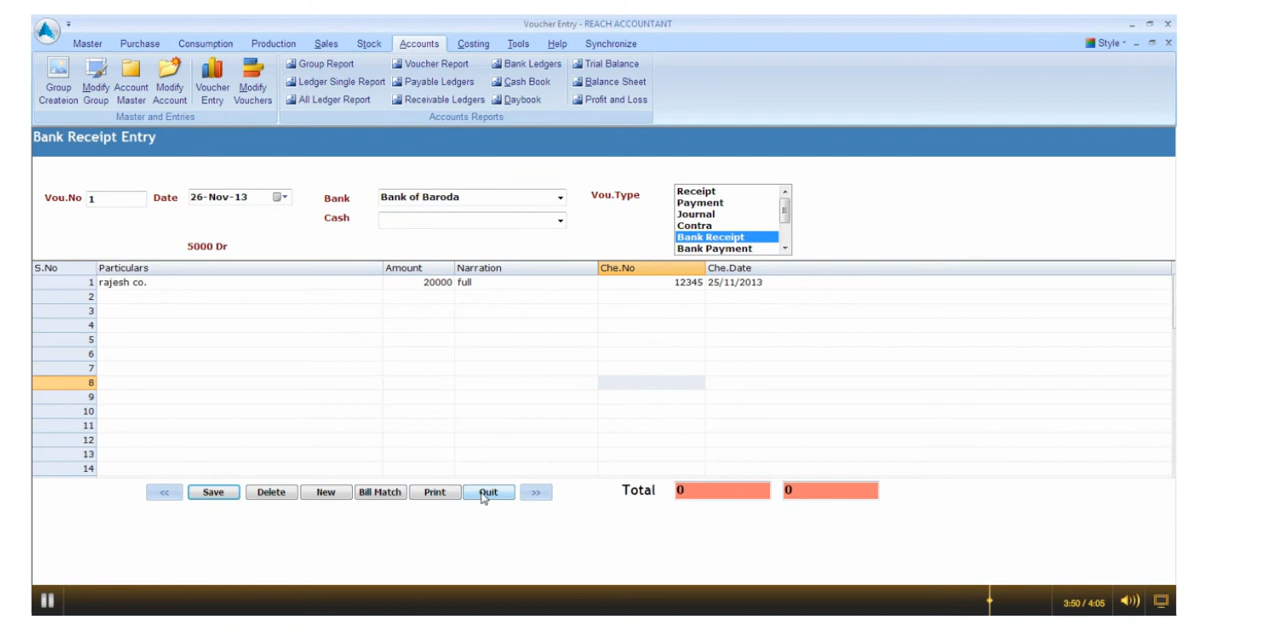 Voucher Entry - REACH ACCOUNTANT
Master Purchase Consumption Production Sales Stock Accounts Costing Tools Help Synchronize Style
Group Createion
Modify Group
Account Master
Modify Account
Voucher Entry
Modify Vouchers
Group Report Voucher Report Bank Ledgers Trial Balance
Ledger Single Report Payable Ledgers Cash Book Balance Sheet
All Ledger Report Receivable Ledgers Daybook Profit and Loss
Master and Entries Accounts Reports
Bank Receipt Entry
Vou.No 1 Date 26-Nov-13 Bank Bank of Baroda Vou.Type
Cash
Receipt
Payment
Journal
Contra
Bank Receipt
Bank Payment
5000 Dr
S.No Particulars Amount Narration Che.No Che.Date
1 rajesh co. 20000 full 12345 25/11/2013
2
3
4
5
6
7
8
9
10
11
12
13
14
<< Save Delete New Bill Match Print Quit >> Total 0 0
3:50 / 4:05